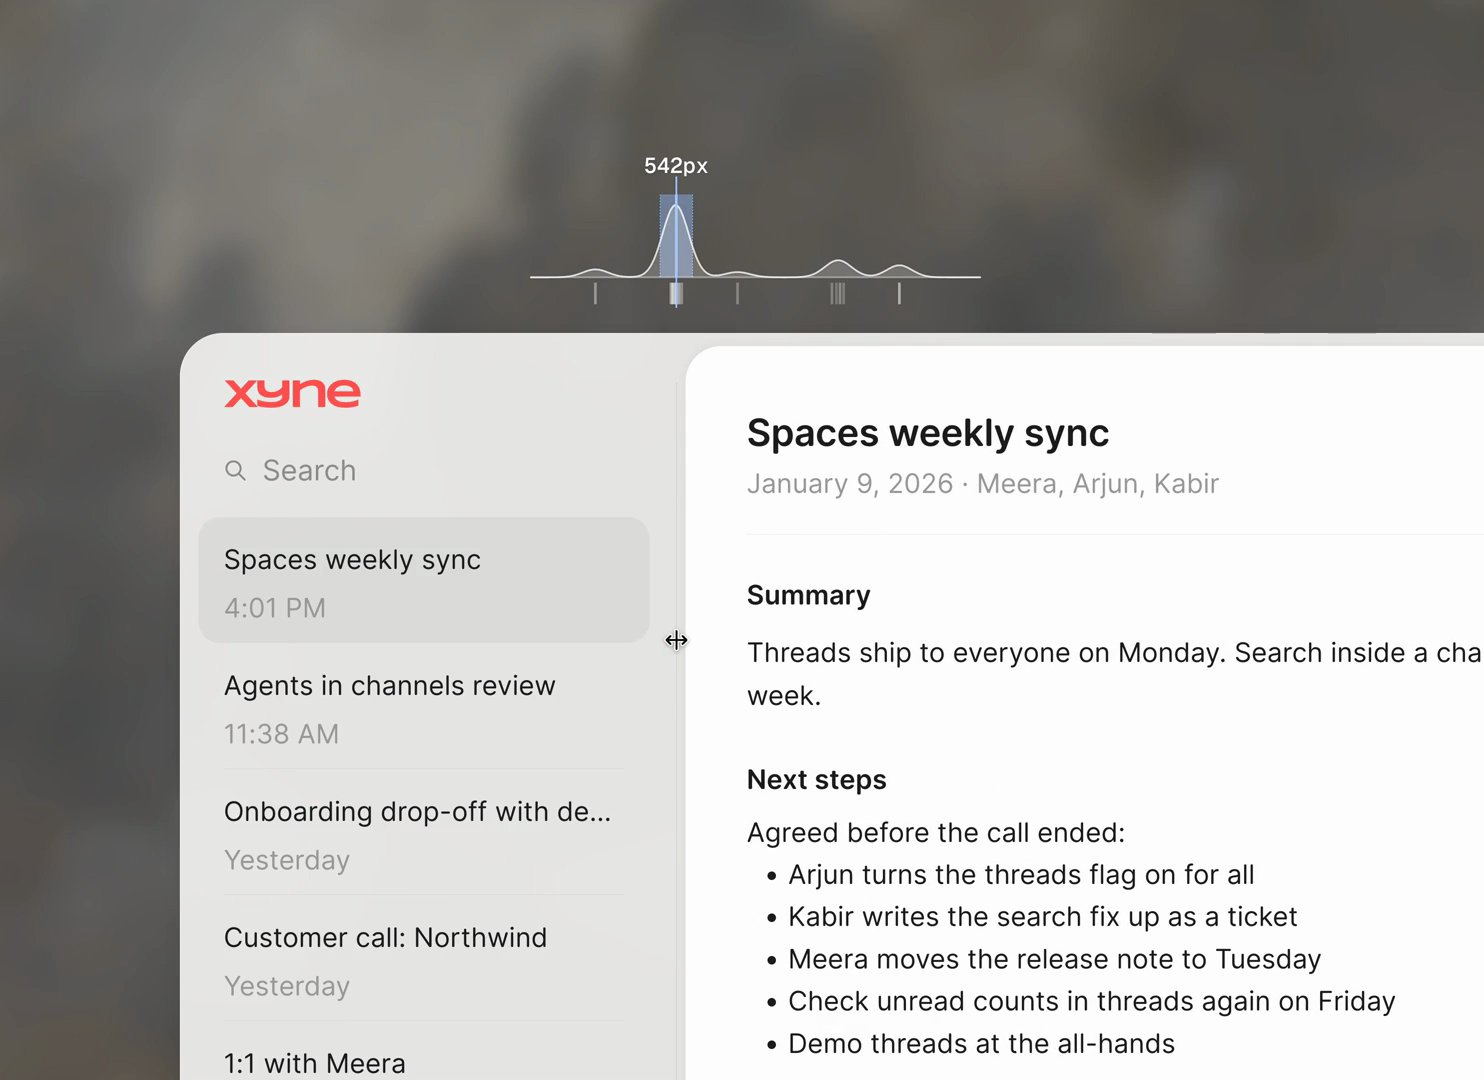 542px
xyne
Search
Spaces weekly sync
4:01 PM
Agents in channels review
11:38 AM
Onboarding drop-off with de...
Yesterday
Customer call: Northwind
Yesterday
1:1 with Meera
Spaces weekly sync
January 9, 2026 · Meera, Arjun, Kabir
Summary
Threads ship to everyone on Monday. Search inside a cha
week.
Next steps
Agreed before the call ended:
• Arjun turns the threads flag on for all
• Kabir writes the search fix up as a ticket
• Meera moves the release note to Tuesday
• Check unread counts in threads again on Friday
• Demo threads at the all-hands